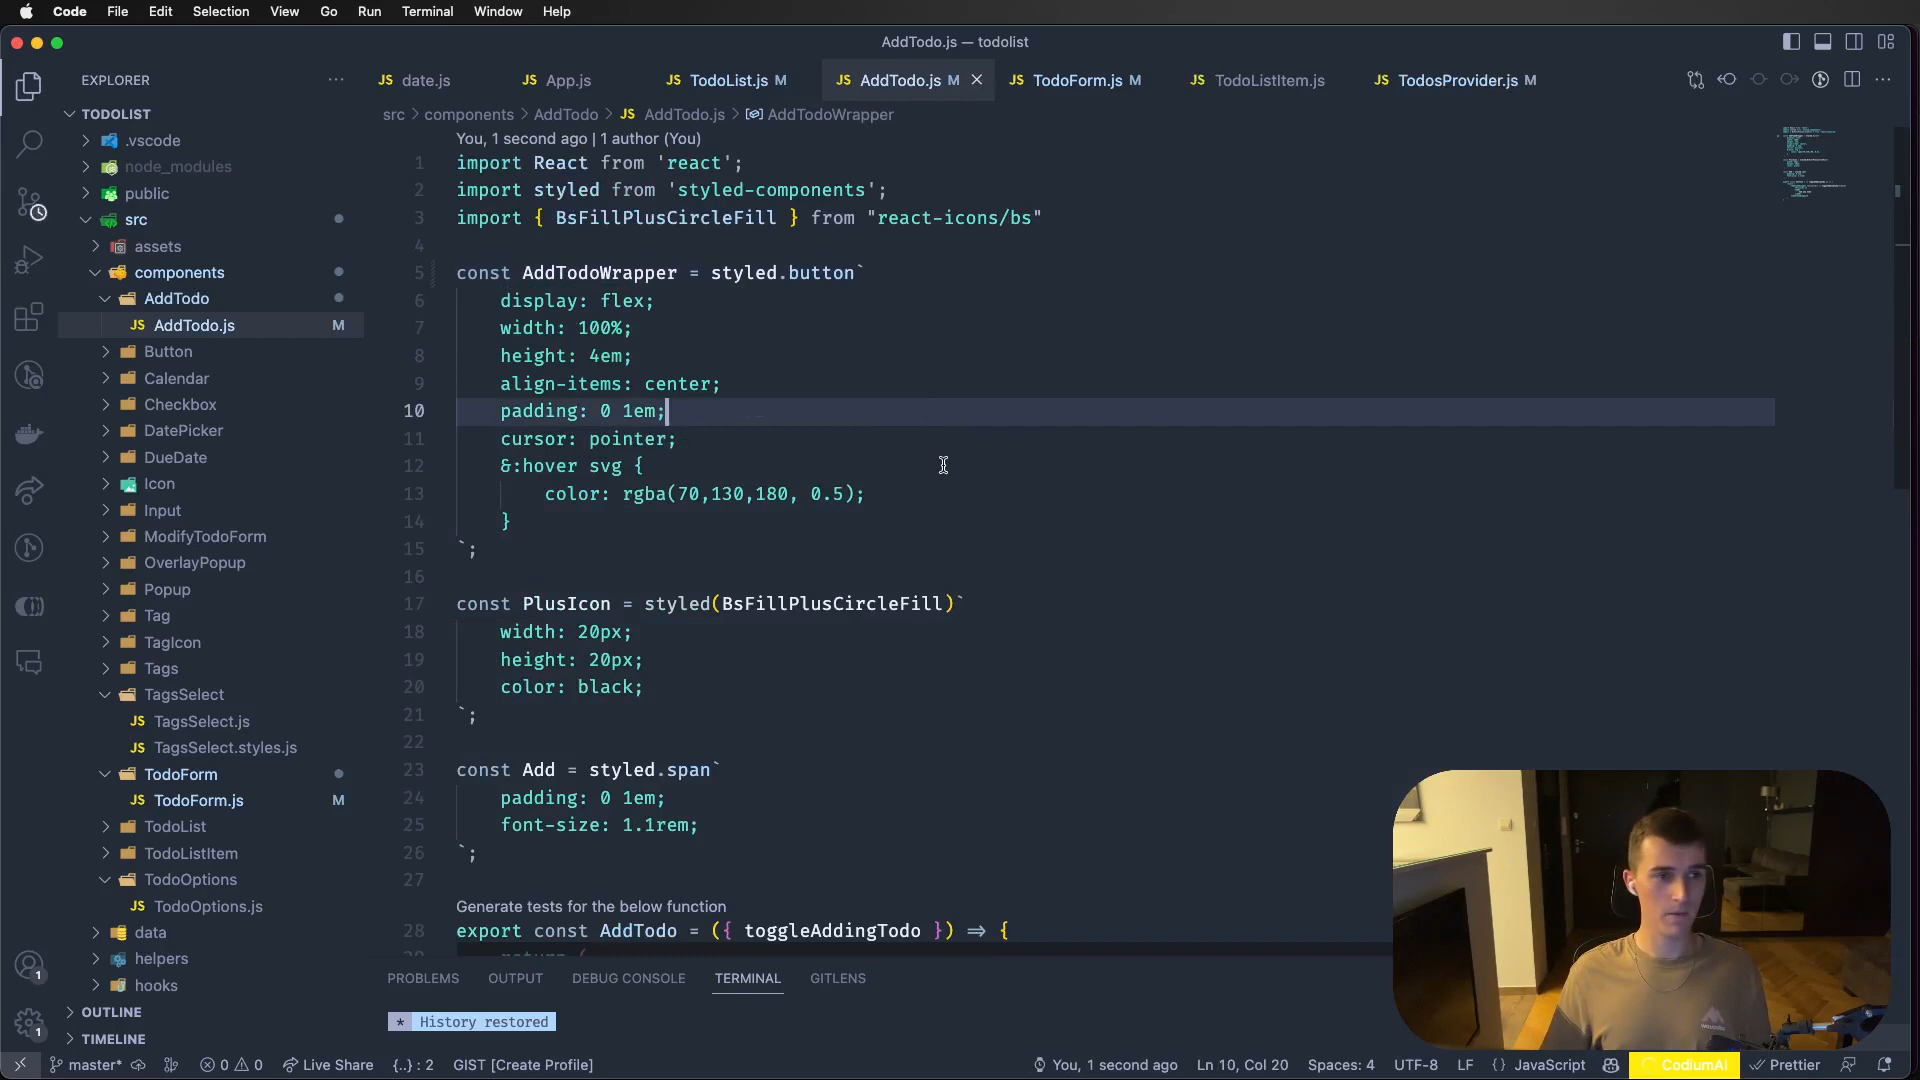 Code File Edit Selection View Go Run Terminal Window Help
AddTodo.js — todolist
EXPLORER
date.js
App.js
TodoList.js M
AddTodo.js M
TodoForm.js M
TodoListItem.js
TodosProvider.js M
src > components > AddTodo > JS AddTodo.js > AddTodoWrapper
TODOLIST
.vscode
node_modules
public
src
assets
components
AddTodo
JS AddTodo.js M
Button
Calendar
Checkbox
DatePicker
DueDate
Icon
Input
ModifyTodoForm
OverlayPopup
Popup
Tag
TagIcon
Tags
TagsSelect
JS TagsSelect.js
JS TagsSelect.styles.js
TodoForm
JS TodoForm.js M
TodoList
TodoListItem
TodoOptions
JS TodoOptions.js
data
helpers
hooks
OUTLINE
TIMELINE
You, 1 second ago | 1 author (You)
1 import React from 'react';
2 import styled from 'styled-components';
3 import { BsFillPlusCircleFill } from "react-icons/bs"
4
5 const AddTodoWrapper = styled.button`
6 display: flex;
7 width: 100%;
8 height: 4em;
9 align-items: center;
10 padding: 0 1em;
11 cursor: pointer;
12 &:hover svg {
13 color: rgba(70,130,180, 0.5);
14 }
15 `;
16
17 const PlusIcon = styled(BsFillPlusCircleFill)`
18 width: 20px;
19 height: 20px;
20 color: black;
21 `;
22
23 const Add = styled.span`
24 padding: 0 1em;
25 font-size: 1.1rem;
26 `;
27
Generate tests for the below function
28 export const AddTodo = ({ toggleAddingTodo }) => {
PROBLEMS OUTPUT DEBUG CONSOLE TERMINAL GITLENS
* History restored
master* 0 0 Live Share {..} : 2 GIST [Create Profile]
You, 1 second ago Ln 10, Col 20 Spaces: 4 UTF-8 LF {} JavaScript CodiumAI Prettier